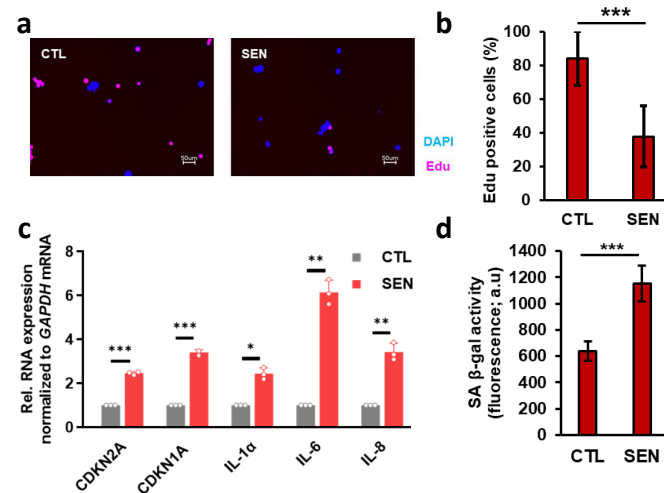 a
CTL
SEN
50um
50um
DAPI
Edu
b
***
Edu positive cells (%)
100
80
60
40
20
0
CTL
SEN
c
Rel. RNA expression
normalized to GAPDH mRNA
8
6
4
2
0
CTL
SEN
***
***
*
**
**
CDKN2A
CDKN1A
IL-1α
IL-6
IL-8
d
***
SA β-gal activity
(fluorescence; a.u)
1400
1200
1000
800
600
400
200
0
CTL
SEN